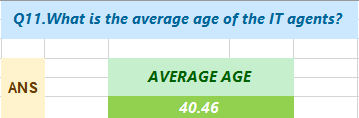 Q11.What is the average age of the IT agents?
AVERAGE AGE
ANS
40.46